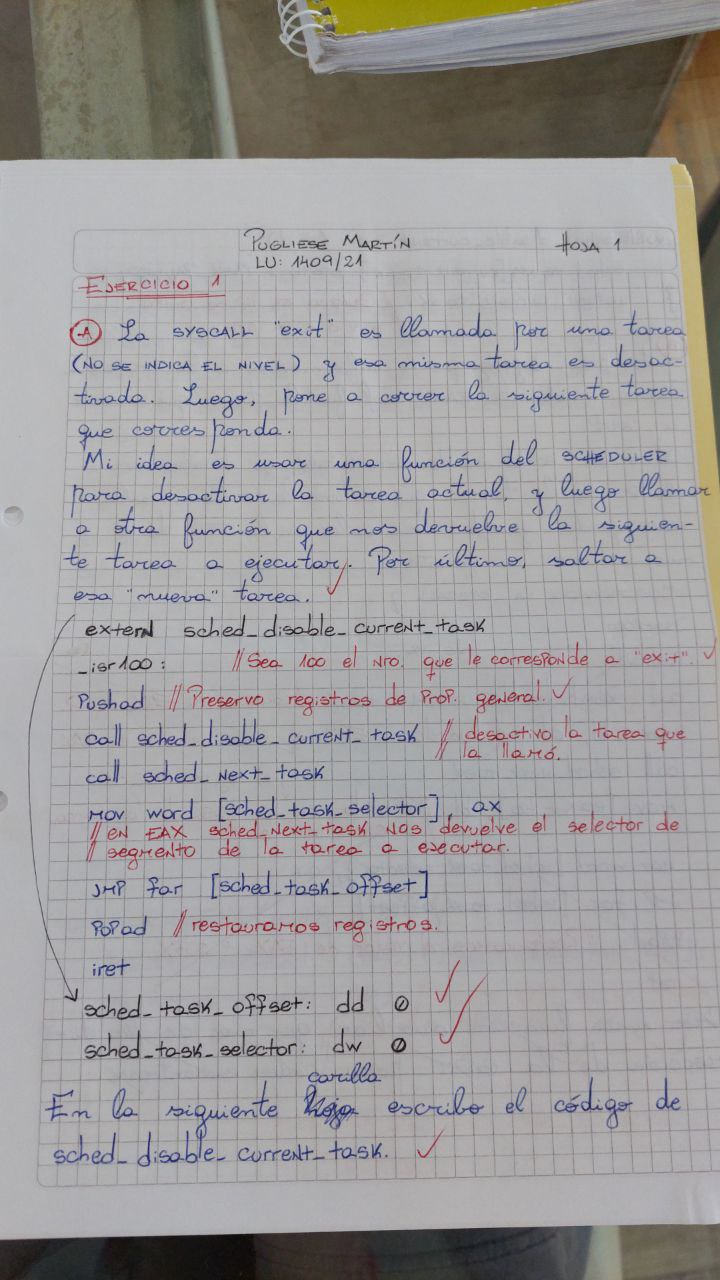 PUGLIESE MARTÍN
LU: 1409/21
HOJA 1
EJERCICIO 1
A La SYSCALL "exit" es llamada por una tarea
(NO SE INDICA EL NIVEL) y esa misma tarea es desac-
tivada. Luego, pone a correr la siguiente tarea
que corresponda.
Mi idea es usar una función del SCHEDULER
para desactivar la tarea actual, y luego llamar
a otra función que nos devuelve la siguien-
te tarea a ejecutar. Por último, saltar a
esa "nueva" tarea.
extern sched_disable_current_task
_isr100: //Sea 100 el Nro. que le corresponde a "exit".
Pushad //Preservo registros de Prop. general.
call sched_disable_current_task // desactivo la tarea que
// la llamó.
call sched_next_task
MOV word [sched_task_selector], ax
//EN EAX sched_next_task NOS devuelve el selector de
// segmento de la tarea a ejecutar.
JMP far [sched_task_offset]
POPad //restauramos registros.
iret
sched_task_offset: dd 0
sched_task_selector: dw 0
carilla
En la siguiente escribo el código de
sched_disable_current_task.